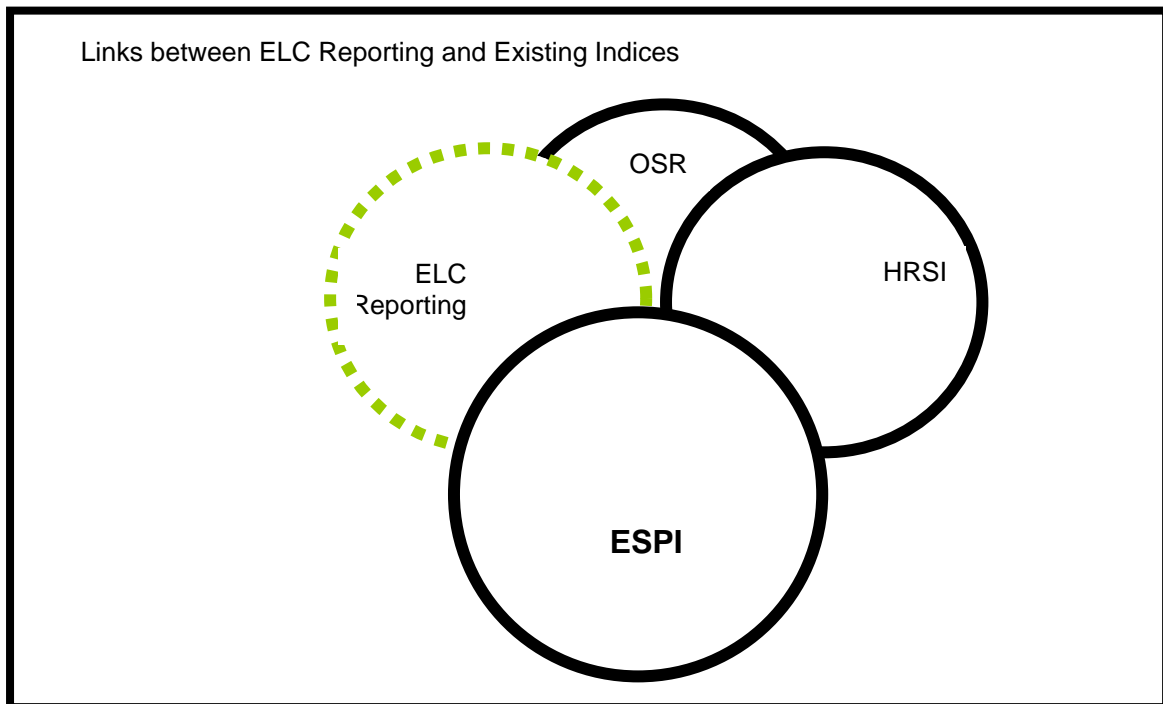 Links between ELC Reporting and Existing Indices
OSR
ELC
Reporting
HRSI
ESPI